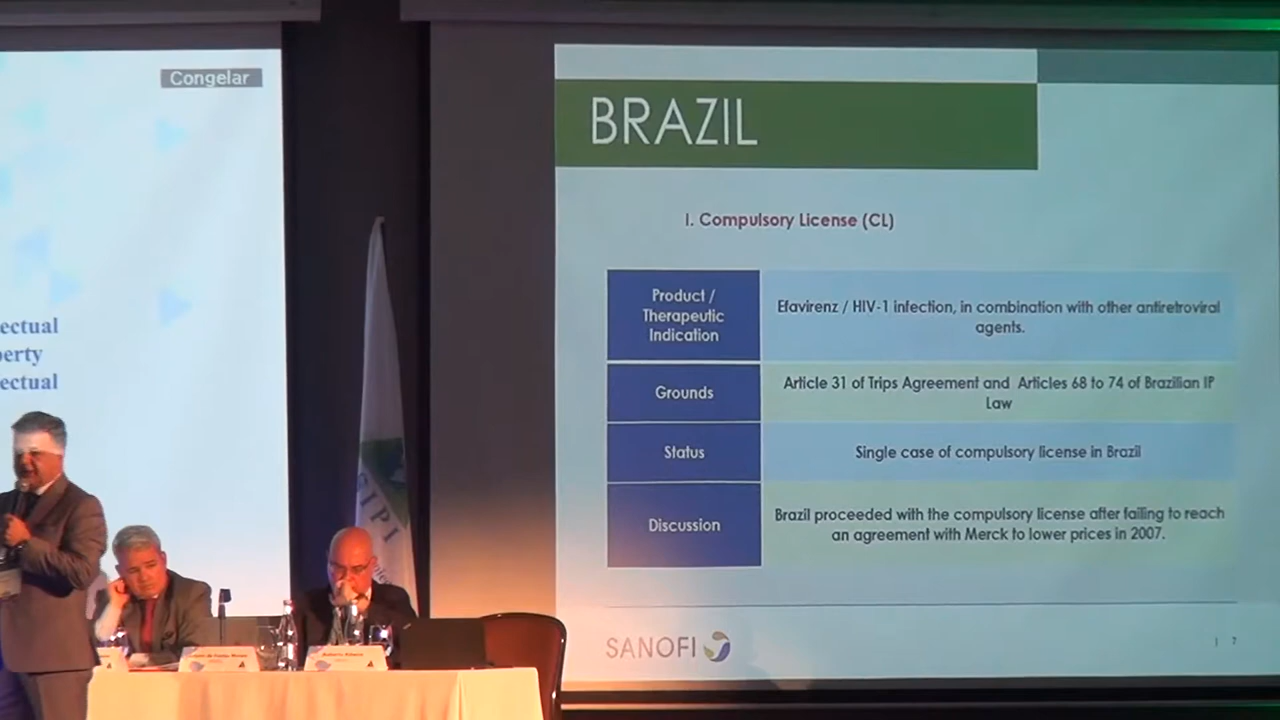 Congelar
ectual
perty
ectual
BRAZIL
I. Compulsory License (CL)
Product /
Therapeutic
Indication
Efavirenz / HIV-1 infection, in combination with other antiretroviral
agents.
Grounds
Article 31 of Trips Agreement and Articles 68 to 74 of Brazilian IP
Law
Status
Single case of compulsory license in Brazil
Discussion
Brazil proceeded with the compulsory license after failing to reach
an agreement with Merck to lower prices in 2007.
SANOFI
| 7
SIPI
Roberto Ribeiro